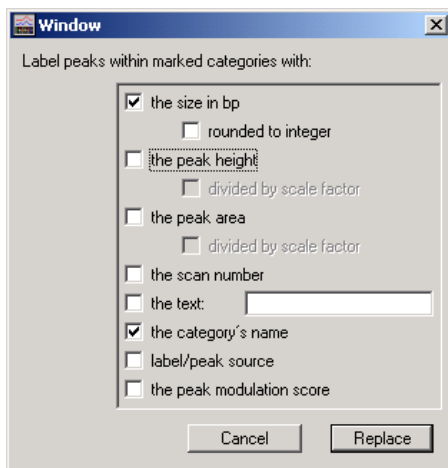 Window
Label peaks within marked categories with:
the size in bp
rounded to integer
the peak height
divided by scale factor
the peak area
divided by scale factor
the scan number
the text:
the category's name
label/peak source
the peak modulation score
Cancel Replace